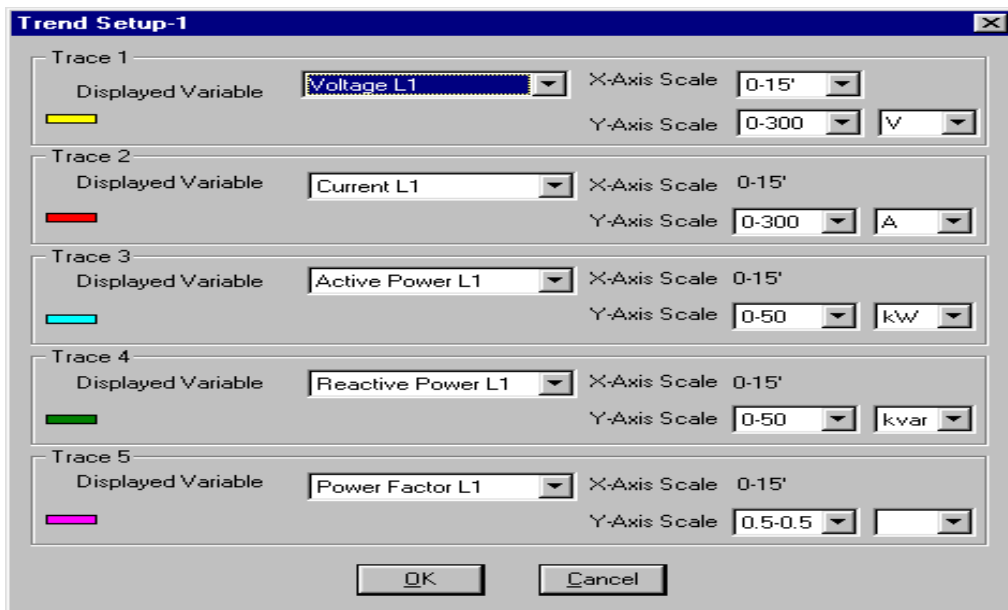 Trend Setup-1
Trace 1
Displayed Variable Voltage L1 X-Axis Scale 0-15'
Y-Axis Scale 0-300 V
Trace 2
Displayed Variable Current L1 X-Axis Scale 0-15'
Y-Axis Scale 0-300 A
Trace 3
Displayed Variable Active Power L1 X-Axis Scale 0-15'
Y-Axis Scale 0-50 kW
Trace 4
Displayed Variable Reactive Power L1 X-Axis Scale 0-15'
Y-Axis Scale 0-50 kvar
Trace 5
Displayed Variable Power Factor L1 X-Axis Scale 0-15'
Y-Axis Scale 0.5-0.5
OK Cancel